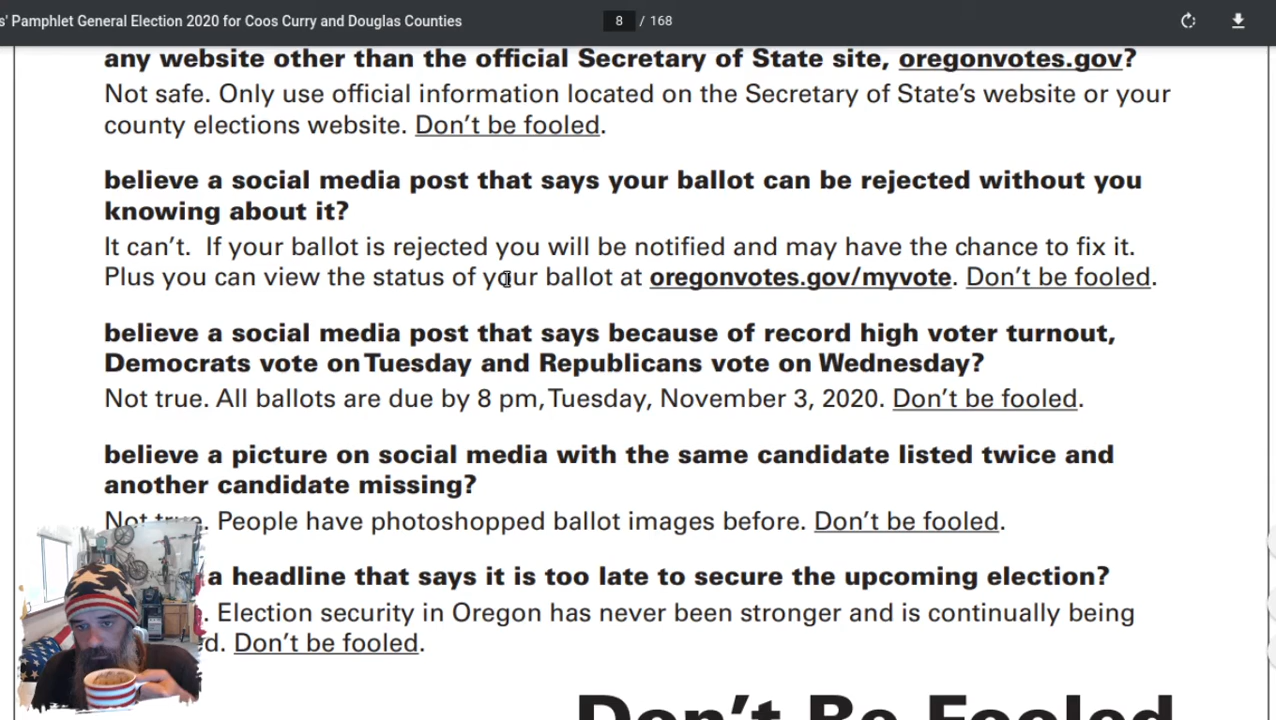 s' Pamphlet General Election 2020 for Coos Curry and Douglas Counties 8 / 168
any website other than the official Secretary of State site, oregonvotes.gov?
Not safe. Only use official information located on the Secretary of State's website or your
county elections website. Don't be fooled.
believe a social media post that says your ballot can be rejected without you
knowing about it?
It can't. If your ballot is rejected you will be notified and may have the chance to fix it.
Plus you can view the status of your ballot at oregonvotes.gov/myvote. Don't be fooled.
believe a social media post that says because of record high voter turnout,
Democrats vote on Tuesday and Republicans vote on Wednesday?
Not true. All ballots are due by 8 pm, Tuesday, November 3, 2020. Don't be fooled.
believe a picture on social media with the same candidate listed twice and
another candidate missing?
Not true. People have photoshopped ballot images before. Don't be fooled.
a headline that says it is too late to secure the upcoming election?
. Election security in Oregon has never been stronger and is continually being
d. Don't be fooled.
Don't Be Fooled